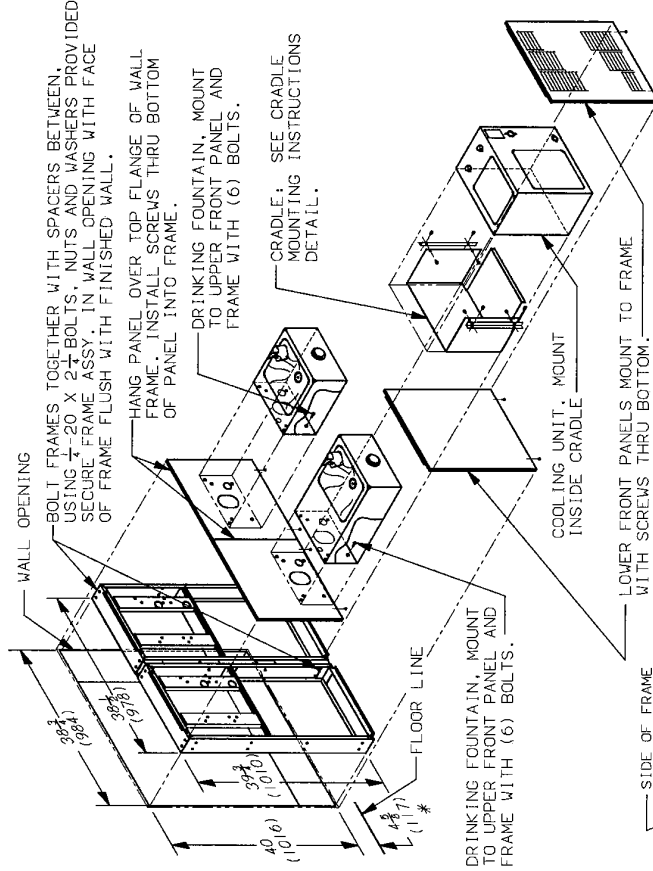 WALL OPENING
BOLT FRAMES TOGETHER WITH SPACERS BETWEEN,
USING 1/4-20 X 2 1/4 BOLTS, NUTS AND WASHERS PROVIDED
SECURE FRAME ASSY. IN WALL OPENING WITH FACE
OF FRAME FLUSH WITH FINISHED WALL.
HANG PANEL OVER TOP FLANGE OF WALL
FRAME. INSTALL SCREWS THRU BOTTOM
OF PANEL INTO FRAME.
DRINKING FOUNTAIN, MOUNT
TO UPPER FRONT PANEL AND
FRAME WITH (6) BOLTS.
CRADLE: SEE CRADLE
MOUNTING INSTRUCTIONS
DETAIL.
38 3/4
(984)
38 1/2
(978)
39 3/4
(1010)
40
(1016)
4 5/8
(117)
*
FLOOR LINE
DRINKING FOUNTAIN, MOUNT
TO UPPER FRONT PANEL AND
FRAME WITH (6) BOLTS.
COOLING UNIT. MOUNT
INSIDE CRADLE
LOWER FRONT PANELS MOUNT TO FRAME
WITH SCREWS THRU BOTTOM.
SIDE OF FRAME